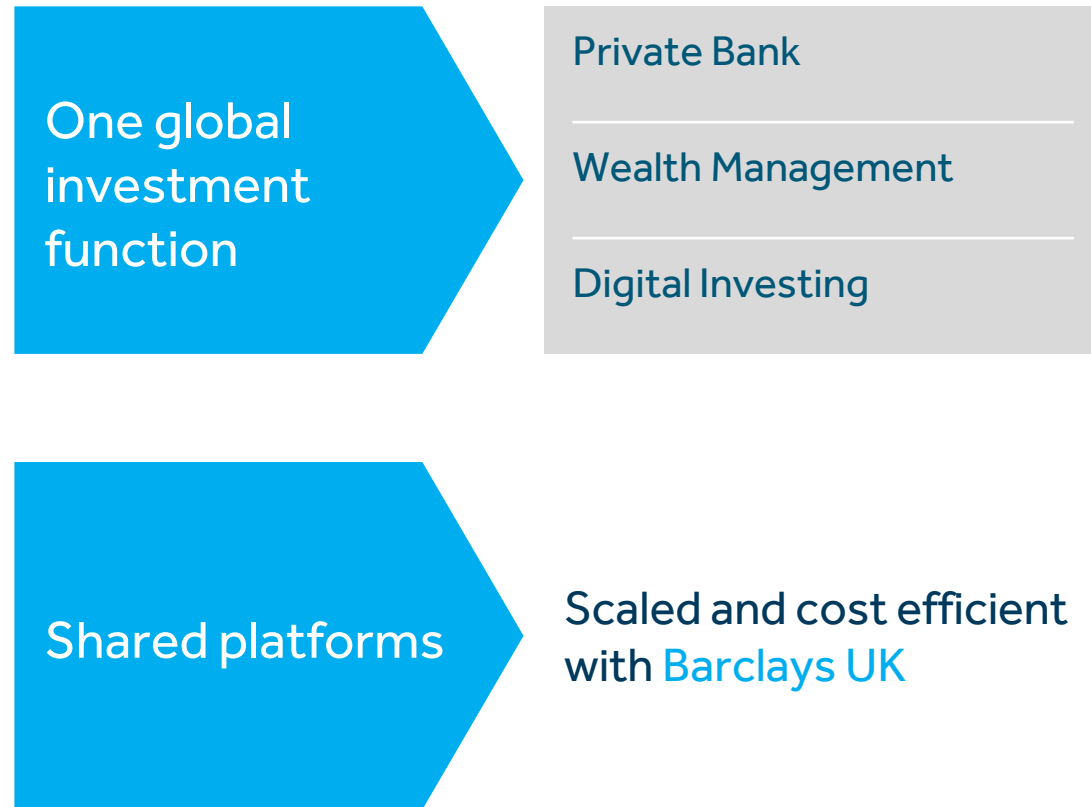 One global
investment
function
Private Bank
Wealth Management
Digital Investing
Shared platforms
Scaled and cost efficient
with Barclays UK